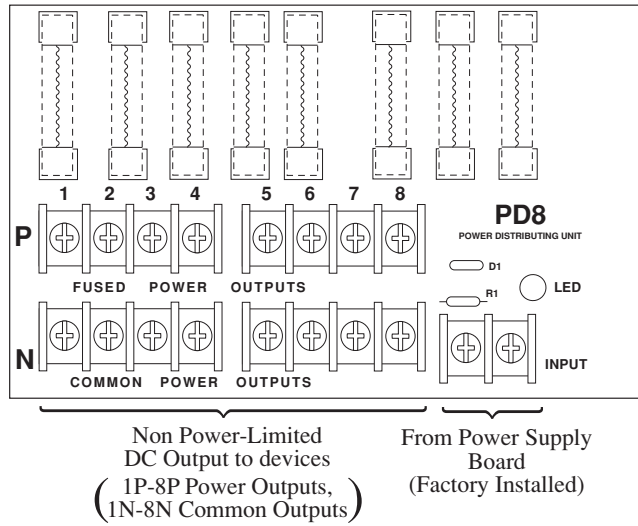 1 2 3 4 5 6 7 8
P
PD8
POWER DISTRIBUTING UNIT
D1
FUSED POWER OUTPUTS
LED
R1
N
INPUT
COMMON POWER OUTPUTS
Non Power-Limited
DC Output to devices
(1P-8P Power Outputs,
1N-8N Common Outputs)
From Power Supply
Board
(Factory Installed)